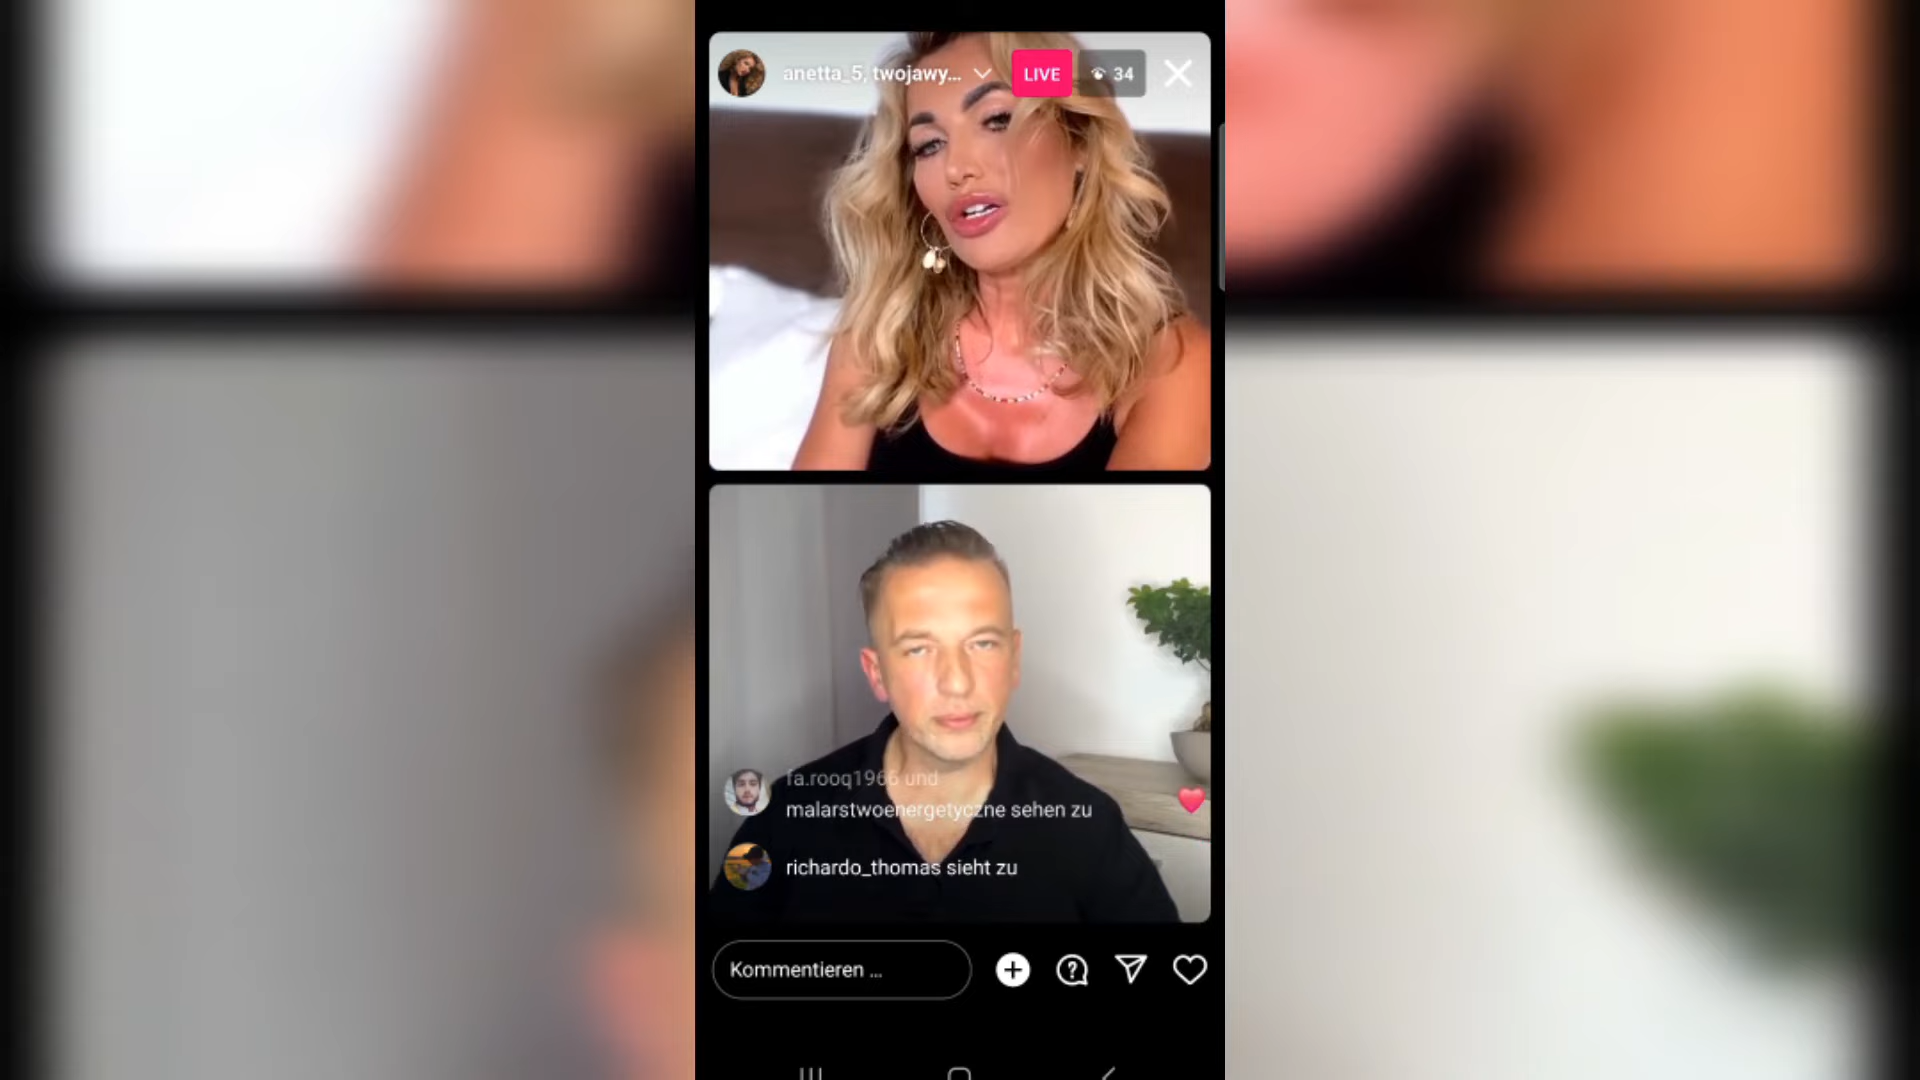 anetta_5, twojawy...
LIVE
34
fa.rooq1966 und
malarstwoenergetyczne sehen zu
richardo_thomas sieht zu
Kommentieren ...